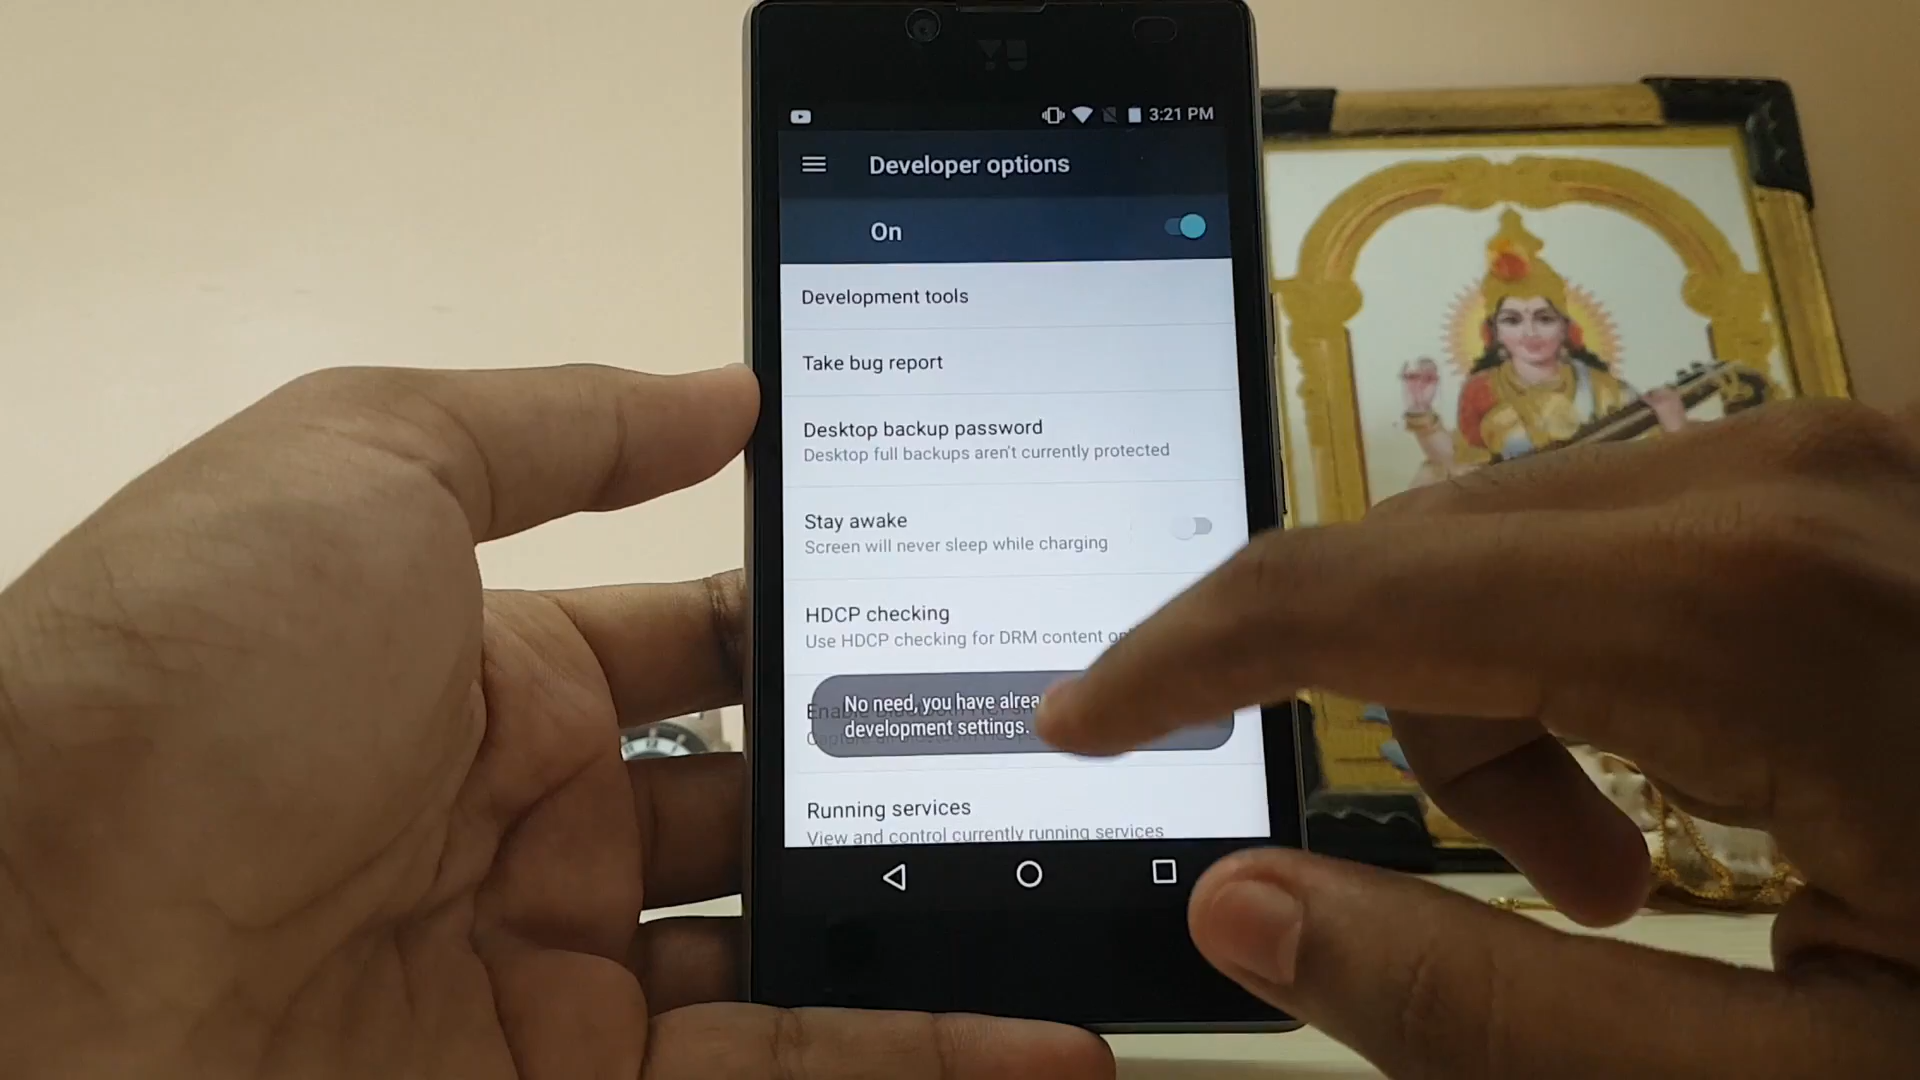 YU
3:21 PM
Developer options
On
Development tools
Take bug report
Desktop backup password
Desktop full backups aren't currently protected
Stay awake
Screen will never sleep while charging
HDCP checking
Use HDCP checking for DRM content
No need, you have
development settings.
Running services
View and control currently running services